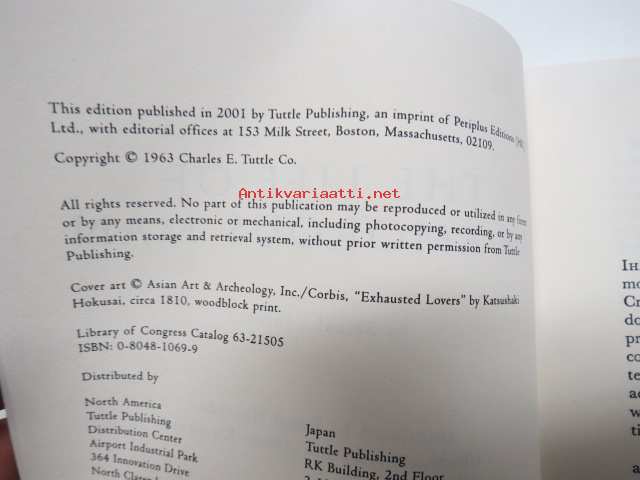 This edition published in 2001 by Tuttle Publishing, an imprint of Periplus Editions (HK)
Ltd., with editorial offices at 153 Milk Street, Boston, Massachusetts, 02109.
Copyright © 1963 Charles E. Tuttle Co.
Antikvariaatti.net
All rights reserved. No part of this publication may be reproduced or utilized in any form
or by any means, electronic or mechanical, including photocopying, recording, or by any
information storage and retrieval system, without prior written permission from Tuttle
Publishing.
Cover art © Asian Art & Archeology, Inc./Corbis, "Exhausted Lovers" by Katsushaki
Hokusai, circa 1810, woodblock print.
Library of Congress Catalog 63-21505
ISBN: 0-8048-1069-9
Distributed by
North America
Tuttle Publishing
Distribution Center
Airport Industrial Park
364 Innovation Drive
North
Japan
Tuttle Publishing
RK Building, 2nd Floor